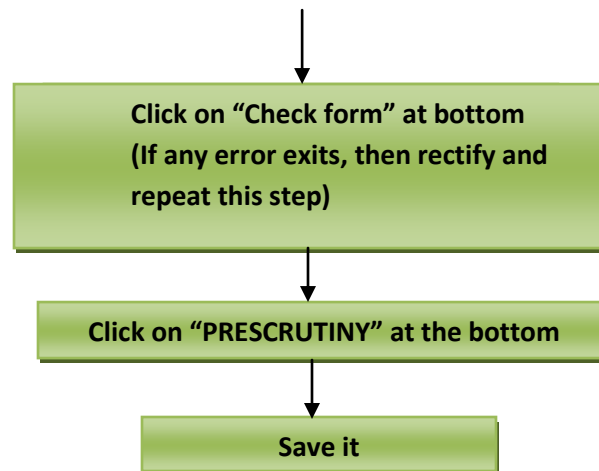 Click on “Check form” at bottom
(If any error exits, then rectify and
repeat this step)
Click on “PRESCRUTINY” at the bottom
Save it